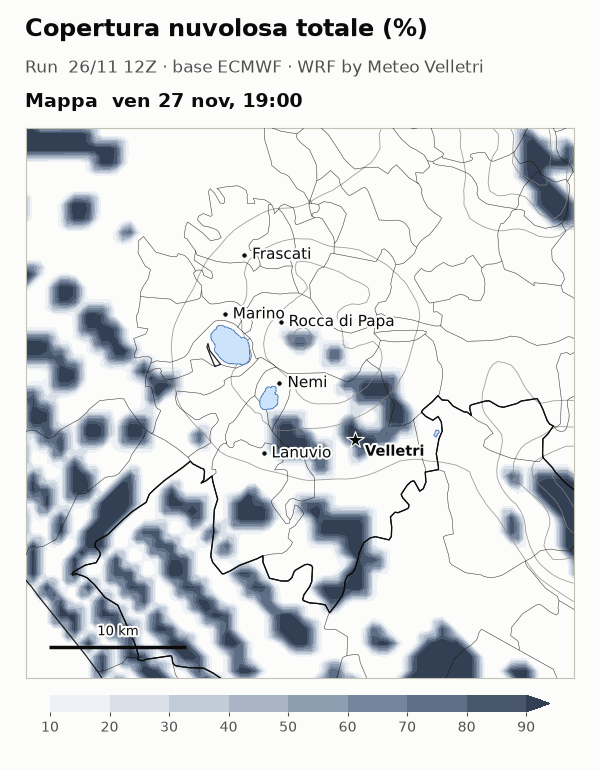 Copertura nuvolosa totale (%)
Run  26/11 12Z · base ECMWF · WRF by Meteo Velletri
Mappa  ven 27 nov, 19:00
Frascati
Marino
Rocca di Papa
Nemi
Velletri
Lanuvio
10 km
10 20 30 40 50 60 70 80 90